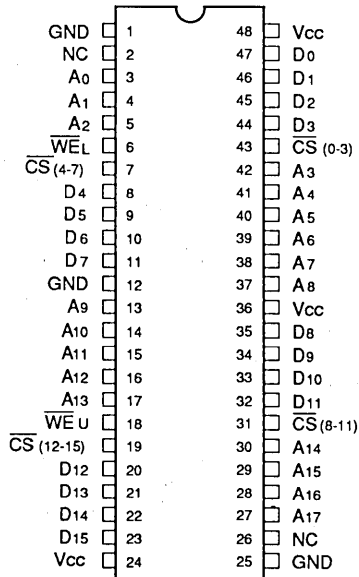 GND 1 48 Vcc
NC 2 47 D0
A0 3 46 D1
A1 4 45 D2
A2 5 44 D3
WEL 6 43 CS (0-3)
CS (4-7) 7 42 A3
D4 8 41 A4
D5 9 40 A5
D6 10 39 A6
D7 11 38 A7
GND 12 37 A8
A9 13 36 Vcc
A10 14 35 D8
A11 15 34 D9
A12 16 33 D10
A13 17 32 D11
WE U 18 31 CS (8-11)
CS (12-15) 19 30 A14
D12 20 29 A15
D13 21 28 A16
D14 22 27 A17
D15 23 26 NC
Vcc 24 25 GND